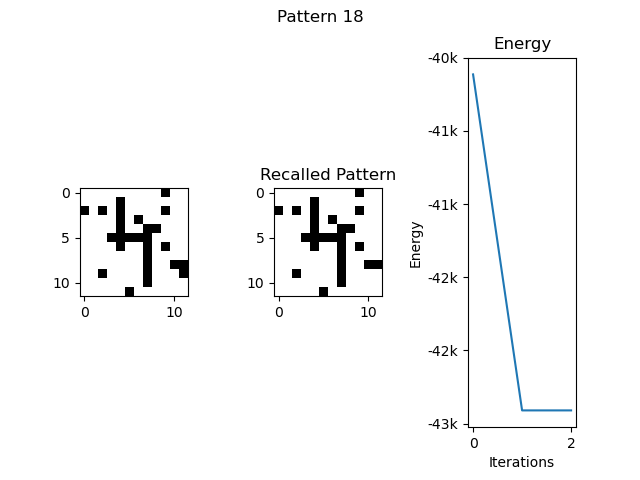 Pattern 18
Energy
-40k
-41k
-41k
-42k
-42k
-43k
Energy
0 2
Iterations
0
5
10
0 10
Recalled Pattern
0
5
10
0 10